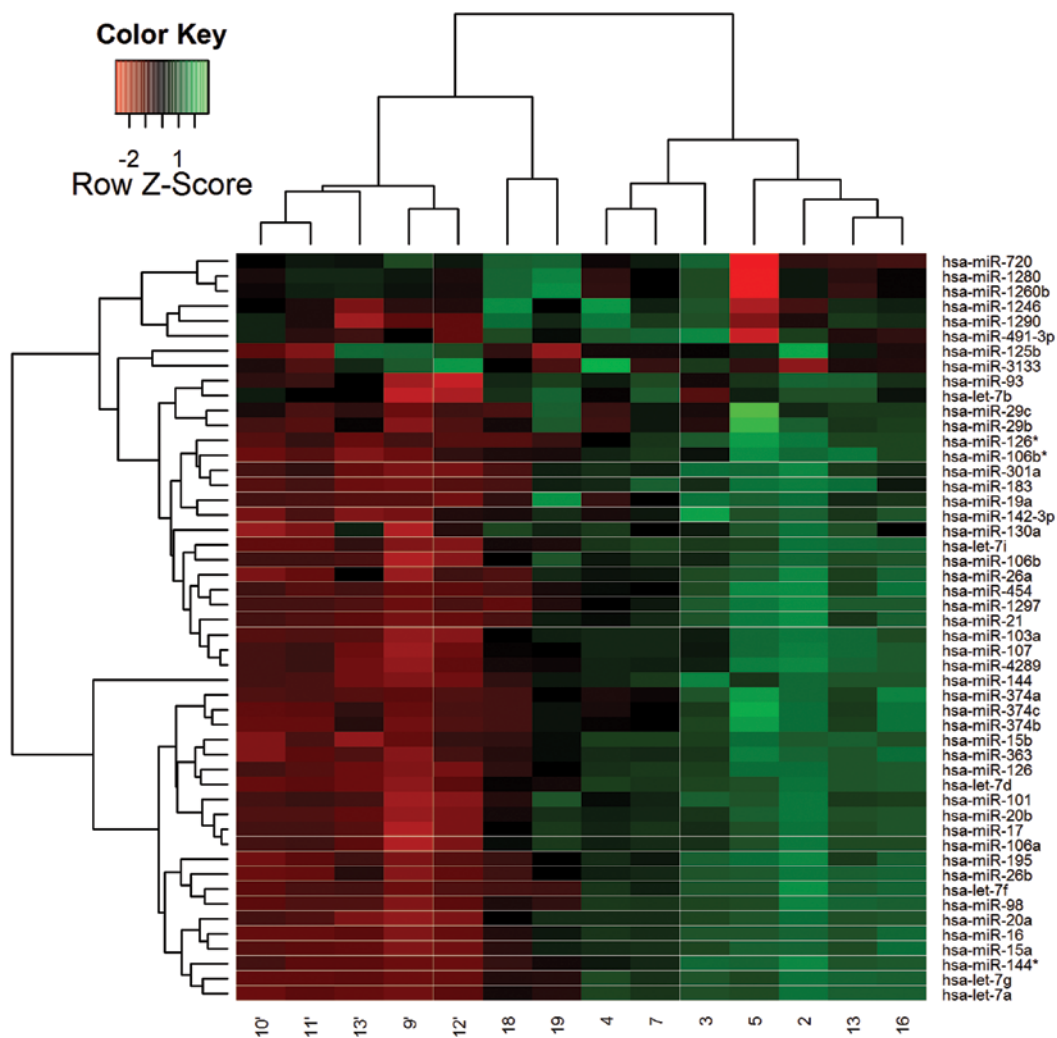 Color Key
-2 1
Row Z-Score
hsa-miR-720
hsa-miR-1280
hsa-miR-1260b
hsa-miR-1246
hsa-miR-1290
hsa-miR-491-3p
hsa-miR-125b
hsa-miR-3133
hsa-miR-93
hsa-let-7b
hsa-miR-29c
hsa-miR-29b
hsa-miR-126*
hsa-miR-106b*
hsa-miR-301a
hsa-miR-183
hsa-miR-19a
hsa-miR-142-3p
hsa-miR-130a
hsa-let-7i
hsa-miR-106b
hsa-miR-26a
hsa-miR-454
hsa-miR-1297
hsa-miR-21
hsa-miR-103a
hsa-miR-107
hsa-miR-4289
hsa-miR-144
hsa-miR-374a
hsa-miR-374c
hsa-miR-374b
hsa-miR-15b
hsa-miR-363
hsa-miR-126
hsa-let-7d
hsa-miR-101
hsa-miR-20b
hsa-miR-17
hsa-miR-106a
hsa-miR-195
hsa-miR-26b
hsa-let-7f
hsa-miR-98
hsa-miR-20a
hsa-miR-16
hsa-miR-15a
hsa-miR-144*
hsa-let-7g
hsa-let-7a
10' 11' 13' 9' 12' 18 19 4 7 3 5 2 13 16